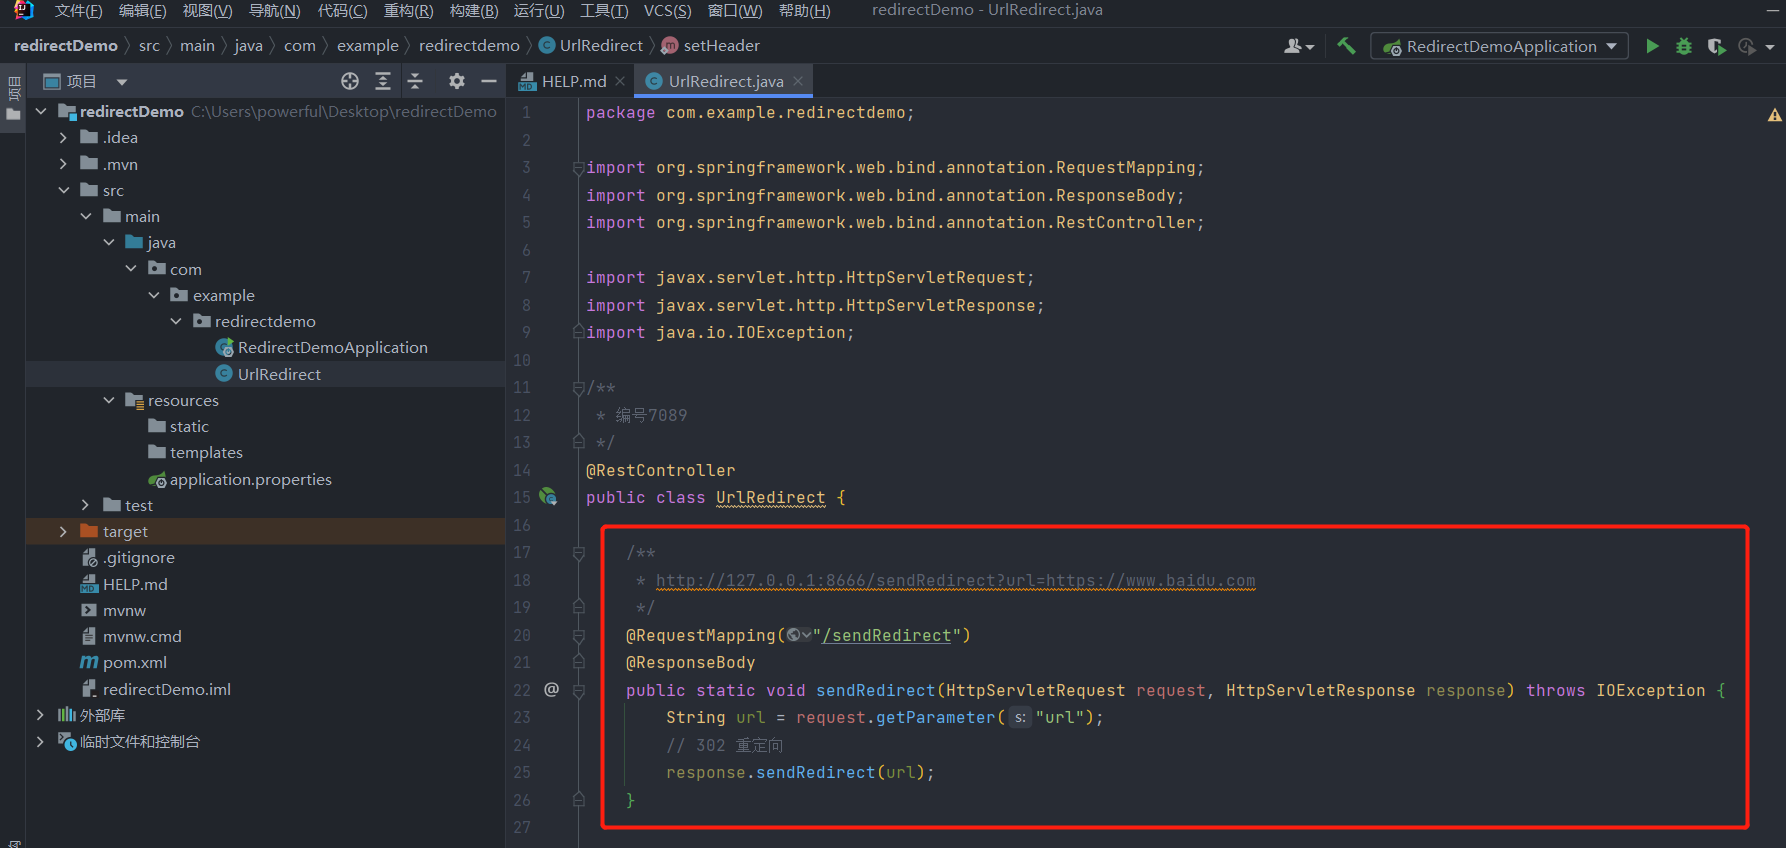 文件(F) 编辑(E) 视图(V) 导航(N) 代码(C) 重构(R) 构建(B) 运行(U) 工具(T) VCS(S) 窗口(W) 帮助(H) redirectDemo - UrlRedirect.java
redirectDemo src main java com example redirectdemo UrlRedirect setHeader RedirectDemoApplication
项目
项目
HELP.md UrlRedirect.java
redirectDemo C:\Users\powerful\Desktop\redirectDemo
.idea
.mvn
src
main
java
com
example
redirectdemo
RedirectDemoApplication
UrlRedirect
resources
static
templates
application.properties
test
target
.gitignore
HELP.md
mvnw
mvnw.cmd
pom.xml
redirectDemo.iml
外部库
临时文件和控制台
1 package com.example.redirectdemo;
2
3 import org.springframework.web.bind.annotation.RequestMapping;
4 import org.springframework.web.bind.annotation.ResponseBody;
5 import org.springframework.web.bind.annotation.RestController;
6
7 import javax.servlet.http.HttpServletRequest;
8 import javax.servlet.http.HttpServletResponse;
9 import java.io.IOException;
10
11 /**
12 * 编号7089
13 */
14 @RestController
15 public class UrlRedirect {
16
17 /**
18 * http://127.0.0.1:8666/sendRedirect?url=https://www.baidu.com
19 */
20 @RequestMapping("/sendRedirect")
21 @ResponseBody
22 public static void sendRedirect(HttpServletRequest request, HttpServletResponse response) throws IOException {
23 String url = request.getParameter( s: "url");
24 // 302 重定向
25 response.sendRedirect(url);
26 }
27